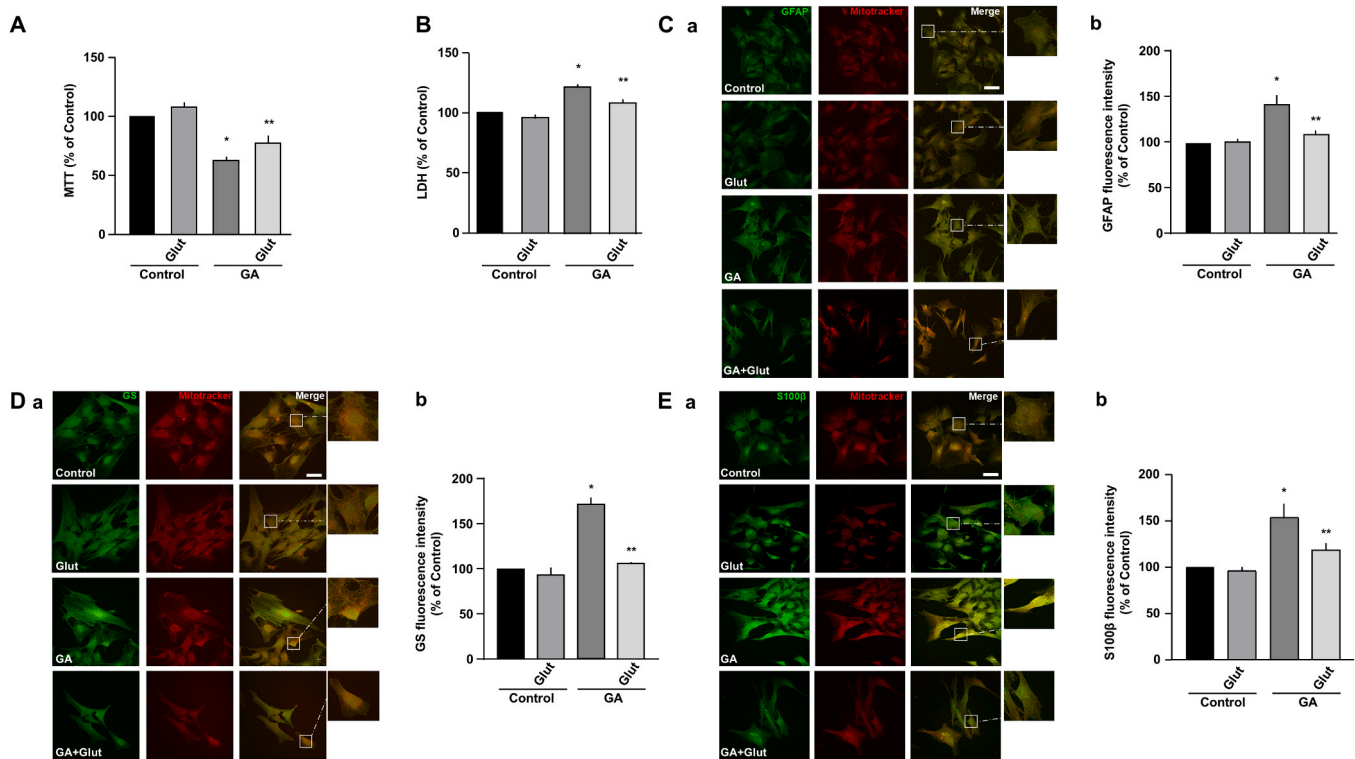 A
MTT (% of Control)
150
100
50
0
*
**
Glut
Glut
Control
GA
B
LDH (% of Control)
150
100
50
0
*
**
Glut
Glut
Control
GA
C a
GFAP
Mitotracker
Merge
Control
Glut
GA
GA+Glut
b
GFAP fluorescence intensity
(% of Control)
200
150
100
50
0
*
**
Glut
Glut
Control
GA
D a
GS
Mitotracker
Merge
Control
Glut
GA
GA+Glut
b
GS fluorescence intensity
(% of Control)
200
150
100
50
0
*
**
Glut
Glut
Control
GA
E a
S100β
Mitotracker
Merge
Control
Glut
GA
GA+Glut
b
S100β fluorescence intensity
(% of Control)
200
150
100
50
0
*
**
Glut
Glut
Control
GA